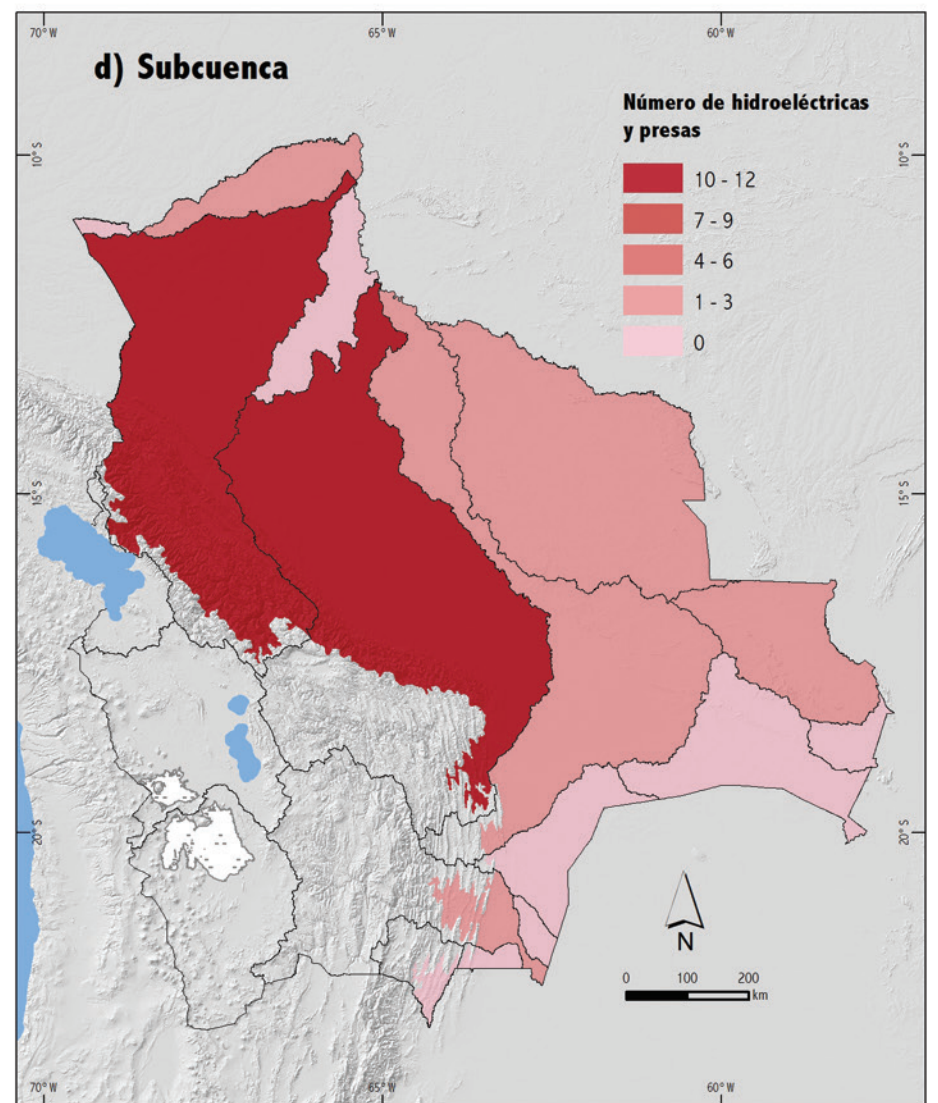 70°W 65°W 60°W
d) Subcuenca
Número de hidroeléctricas
y presas
10 - 12
7 - 9
4 - 6
1 - 3
0
10°S 10°S
15°S 15°S
20°S 20°S
N
0 100 200
km
70°W 65°W 60°W